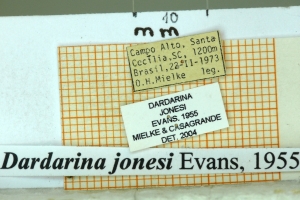 10
mm
Campo Alto, Santa
Cecilia, SC, 1200m
Brasil, 22-II-1973
O.H.Mielke leg.
DARDARINA
JONESI
EVANS, 1955
MIELKE & CASAGRANDE
DET. 2004
Dardarina jonesi Evans, 1955